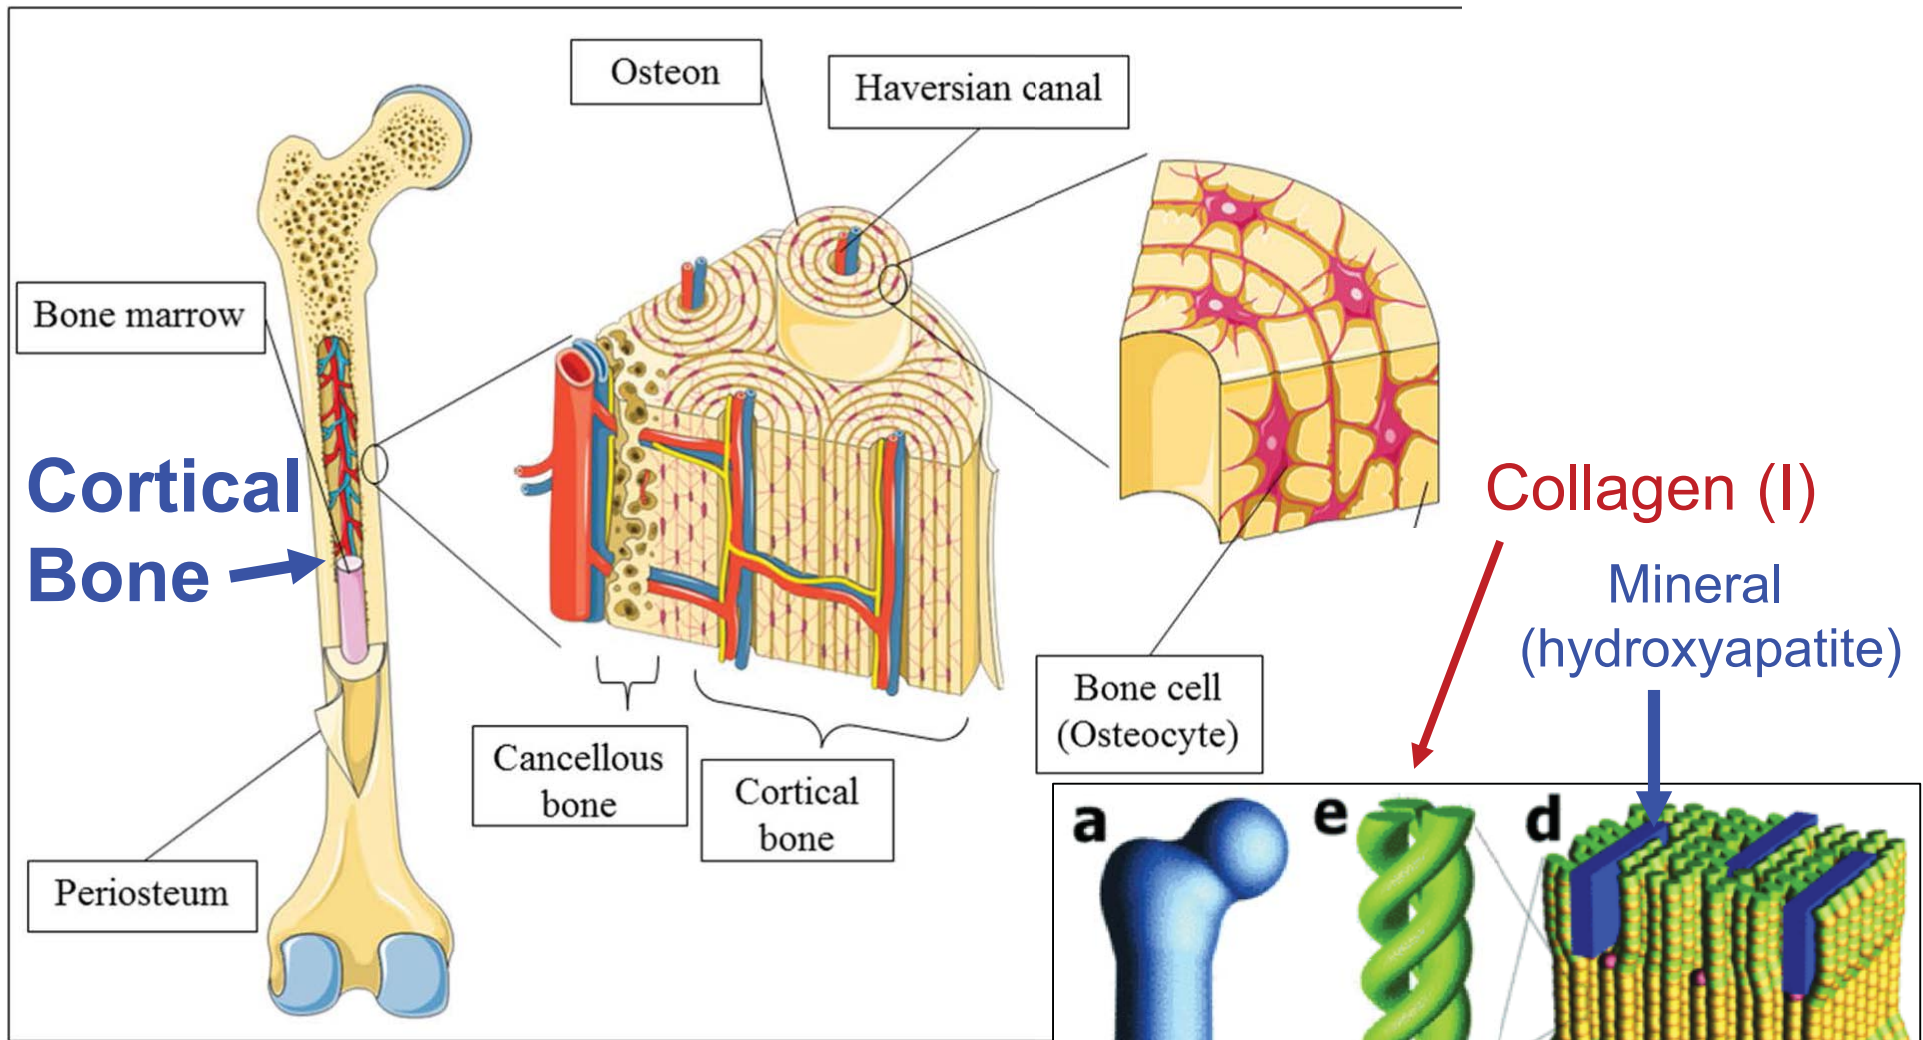 Osteon
Haversian canal
Bone marrow
Cortical
Bone
Collagen (I)
Mineral
(hydroxyapatite)
Bone cell
(Osteocyte)
Cancellous
bone
Cortical
bone
Periosteum
a
e
d